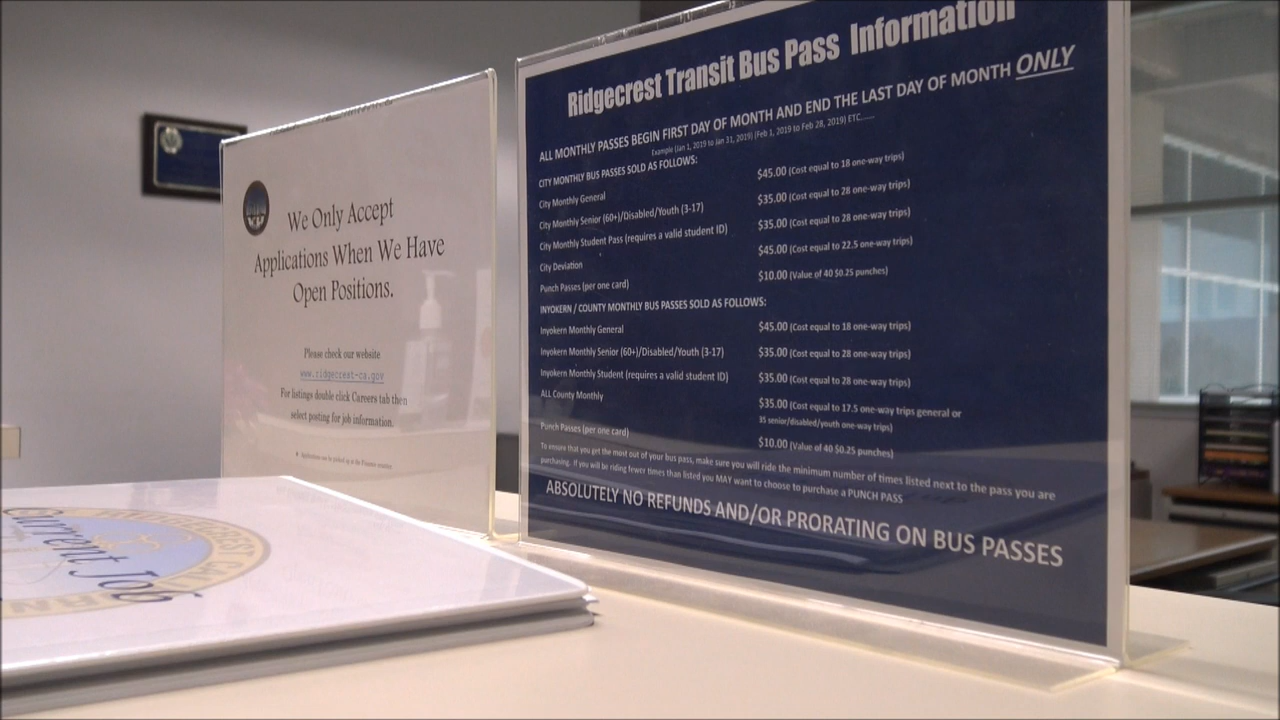 We Only Accept
Applications When We Have
Open Positions.
Please check our website
www.ridgecrest-ca.gov
For listings double click Careers tab then
select posting for job information.
Applications can be picked up at the Finance counter
Current Job
Ridgecrest Transit Bus Pass Information
ALL MONTHLY PASSES BEGIN FIRST DAY OF MONTH AND END THE LAST DAY OF MONTH ONLY
Example (Jan 1, 2019 to Jan 31, 2019) (Feb 1, 2019 to Feb 28, 2019) ETC......
CITY MONTHLY BUS PASSES SOLD AS FOLLOWS:
City Monthly General $45.00 (Cost equal to 18 one-way trips)
City Monthly Senior (60+)/Disabled/Youth (3-17) $35.00 (Cost equal to 28 one-way trips)
City Monthly Student Pass (requires a valid student ID) $35.00 (Cost equal to 28 one-way trips)
City Deviation $45.00 (Cost equal to 22.5 one-way trips)
Punch Passes (per one card) $10.00 (Value of 40 $0.25 punches)
INYOKERN / COUNTY MONTHLY BUS PASSES SOLD AS FOLLOWS:
Inyokern Monthly General $45.00 (Cost equal to 18 one-way trips)
Inyokern Monthly Senior (60+)/Disabled/Youth (3-17) $35.00 (Cost equal to 28 one-way trips)
Inyokern Monthly Student (requires a valid student ID) $35.00 (Cost equal to 28 one-way trips)
ALL County Monthly $35.00 (Cost equal to 17.5 one-way trips general or
35 senior/disabled/youth one-way trips)
Punch Passes (per one card) $10.00 (Value of 40 $0.25 punches)
To ensure that you get the most out of your bus pass, make sure you will ride the minimum number of times listed next to the pass you are
purchasing. If you will be riding fewer times than listed you MAY want to choose to purchase a PUNCH PASS
ABSOLUTELY NO REFUNDS AND/OR PRORATING ON BUS PASSES